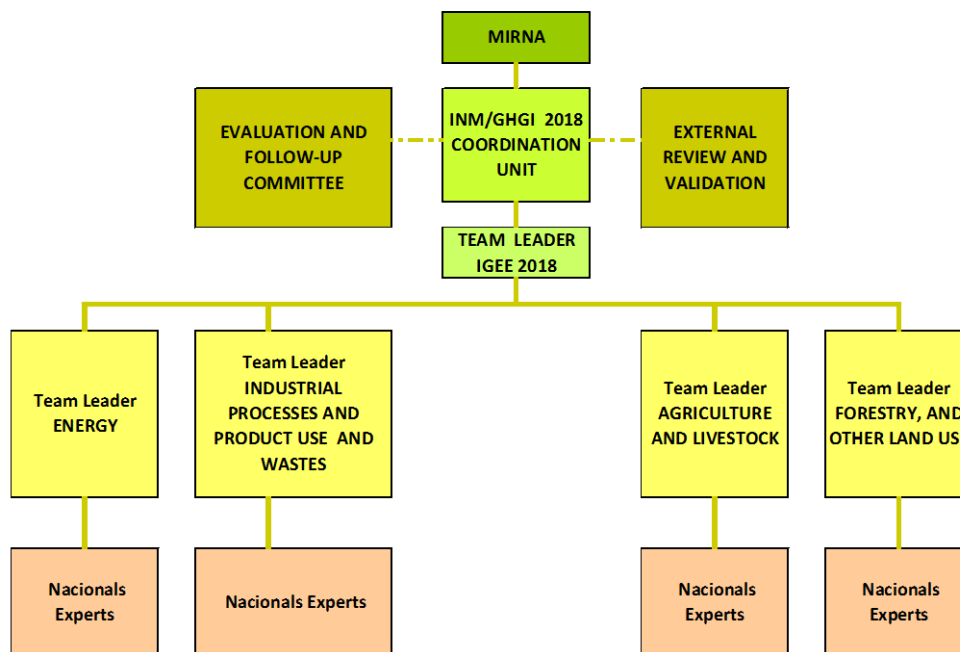 MIRNA
EVALUATION AND
FOLLOW-UP
COMMITTEE
INM/GHGI 2018
COORDINATION
UNIT
EXTERNAL
REVIEW AND
VALIDATION
TEAM LEADER
IGEE 2018
Team Leader
ENERGY
Team Leader
INDUSTRIAL
PROCESSES AND
PRODUCT USE AND
WASTES
Team Leader
AGRICULTURE
AND LIVESTOCK
Team Leader
FORESTRY, AND
OTHER LAND US
Nacionals
Experts
Nacionals Experts
Nacionals
Experts
Nacionals
Experts